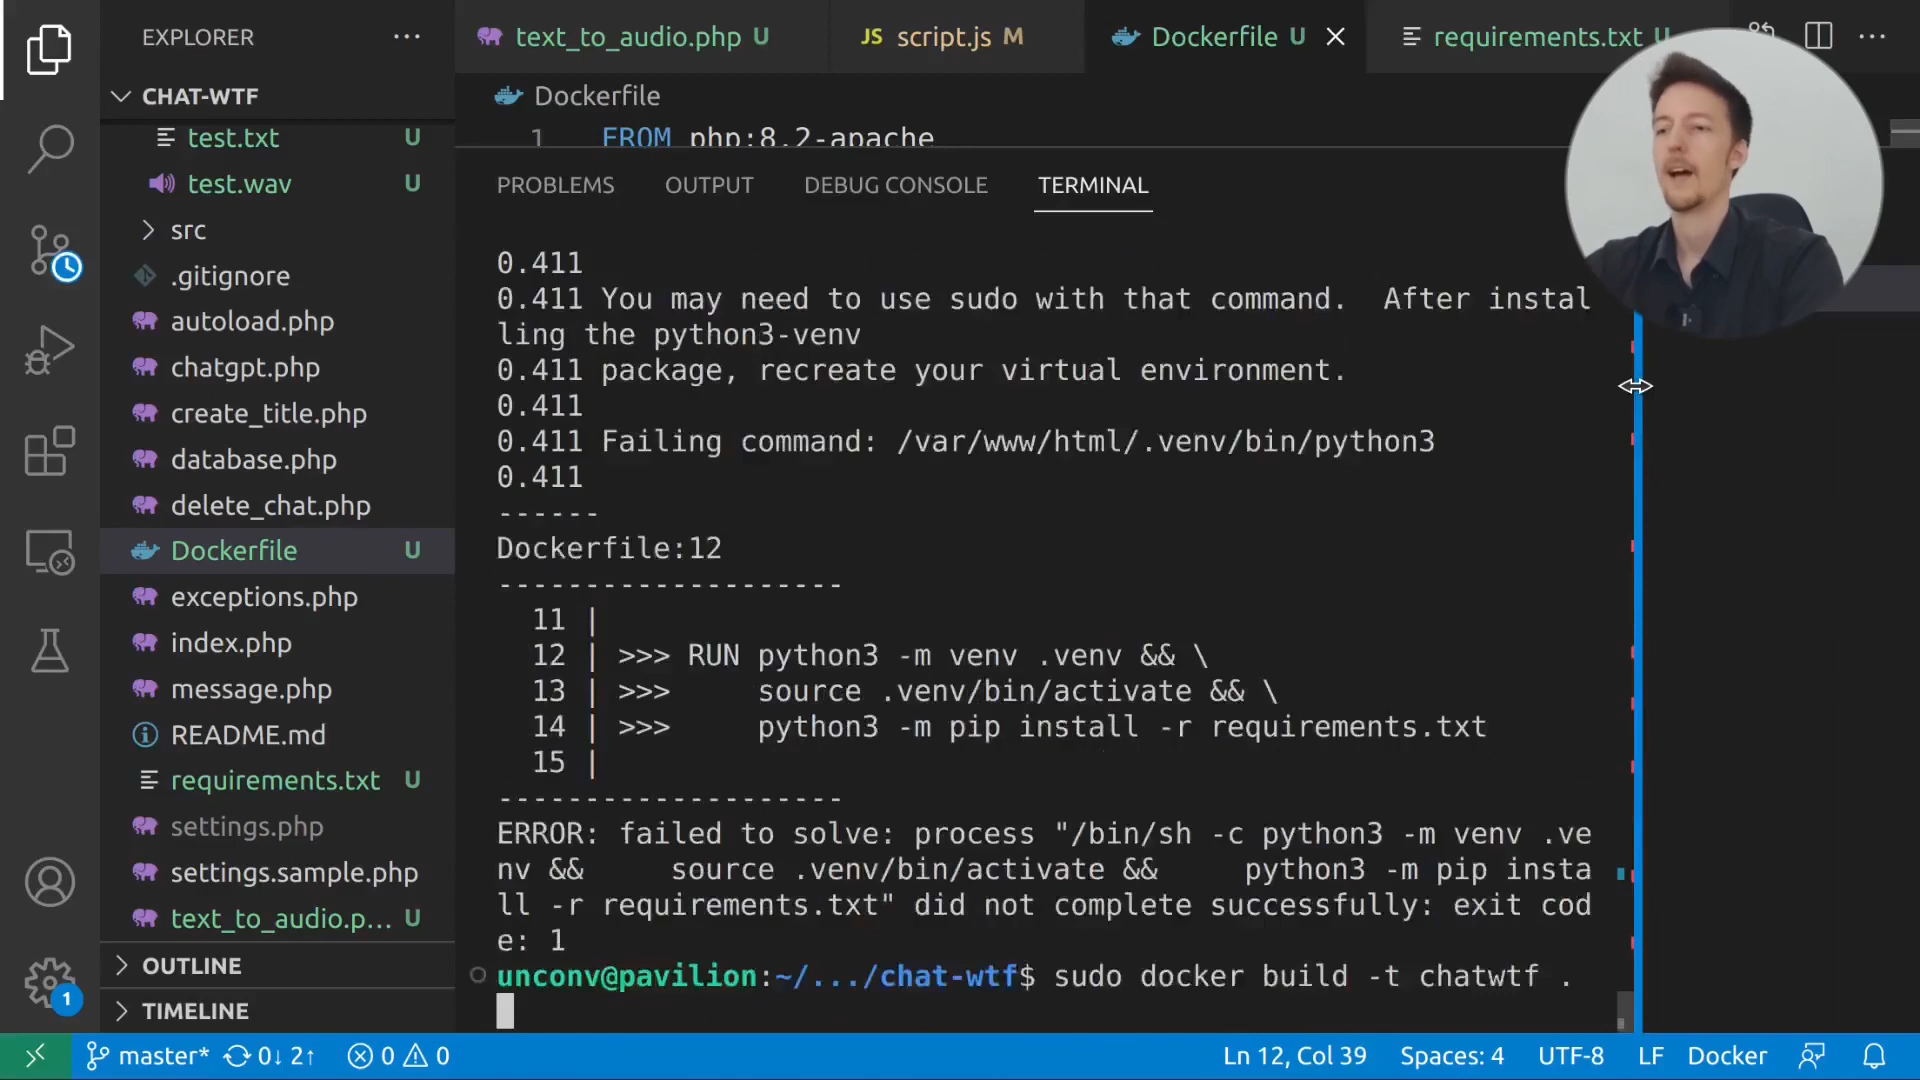 EXPLORER
CHAT-WTF
test.txt U
test.wav U
src
.gitignore
autoload.php
chatgpt.php
create_title.php
database.php
delete_chat.php
Dockerfile U
exceptions.php
index.php
message.php
README.md
requirements.txt U
settings.php
settings.sample.php
text_to_audio.p... U
OUTLINE
TIMELINE
text_to_audio.php U
JS script.js M
Dockerfile U
requirements.txt U
Dockerfile
1 FROM php:8.2-apache
PROBLEMS OUTPUT DEBUG CONSOLE TERMINAL
0.411
0.411 You may need to use sudo with that command.  After instal
ling the python3-venv
0.411 package, recreate your virtual environment.
0.411
0.411 Failing command: /var/www/html/.venv/bin/python3
0.411
------
Dockerfile:12
--------------------
11 |
12 | >>> RUN python3 -m venv .venv && \
13 | >>>     source .venv/bin/activate && \
14 | >>>     python3 -m pip install -r requirements.txt
15 |
--------------------
ERROR: failed to solve: process "/bin/sh -c python3 -m venv .ve
nv &&     source .venv/bin/activate &&     python3 -m pip insta
ll -r requirements.txt" did not complete successfully: exit cod
e: 1
unconv@pavilion:~/.../chat-wtf$ sudo docker build -t chatwtf .
1
master* 0↓ 2↑ 0 0 Ln 12, Col 39 Spaces: 4 UTF-8 LF Docker